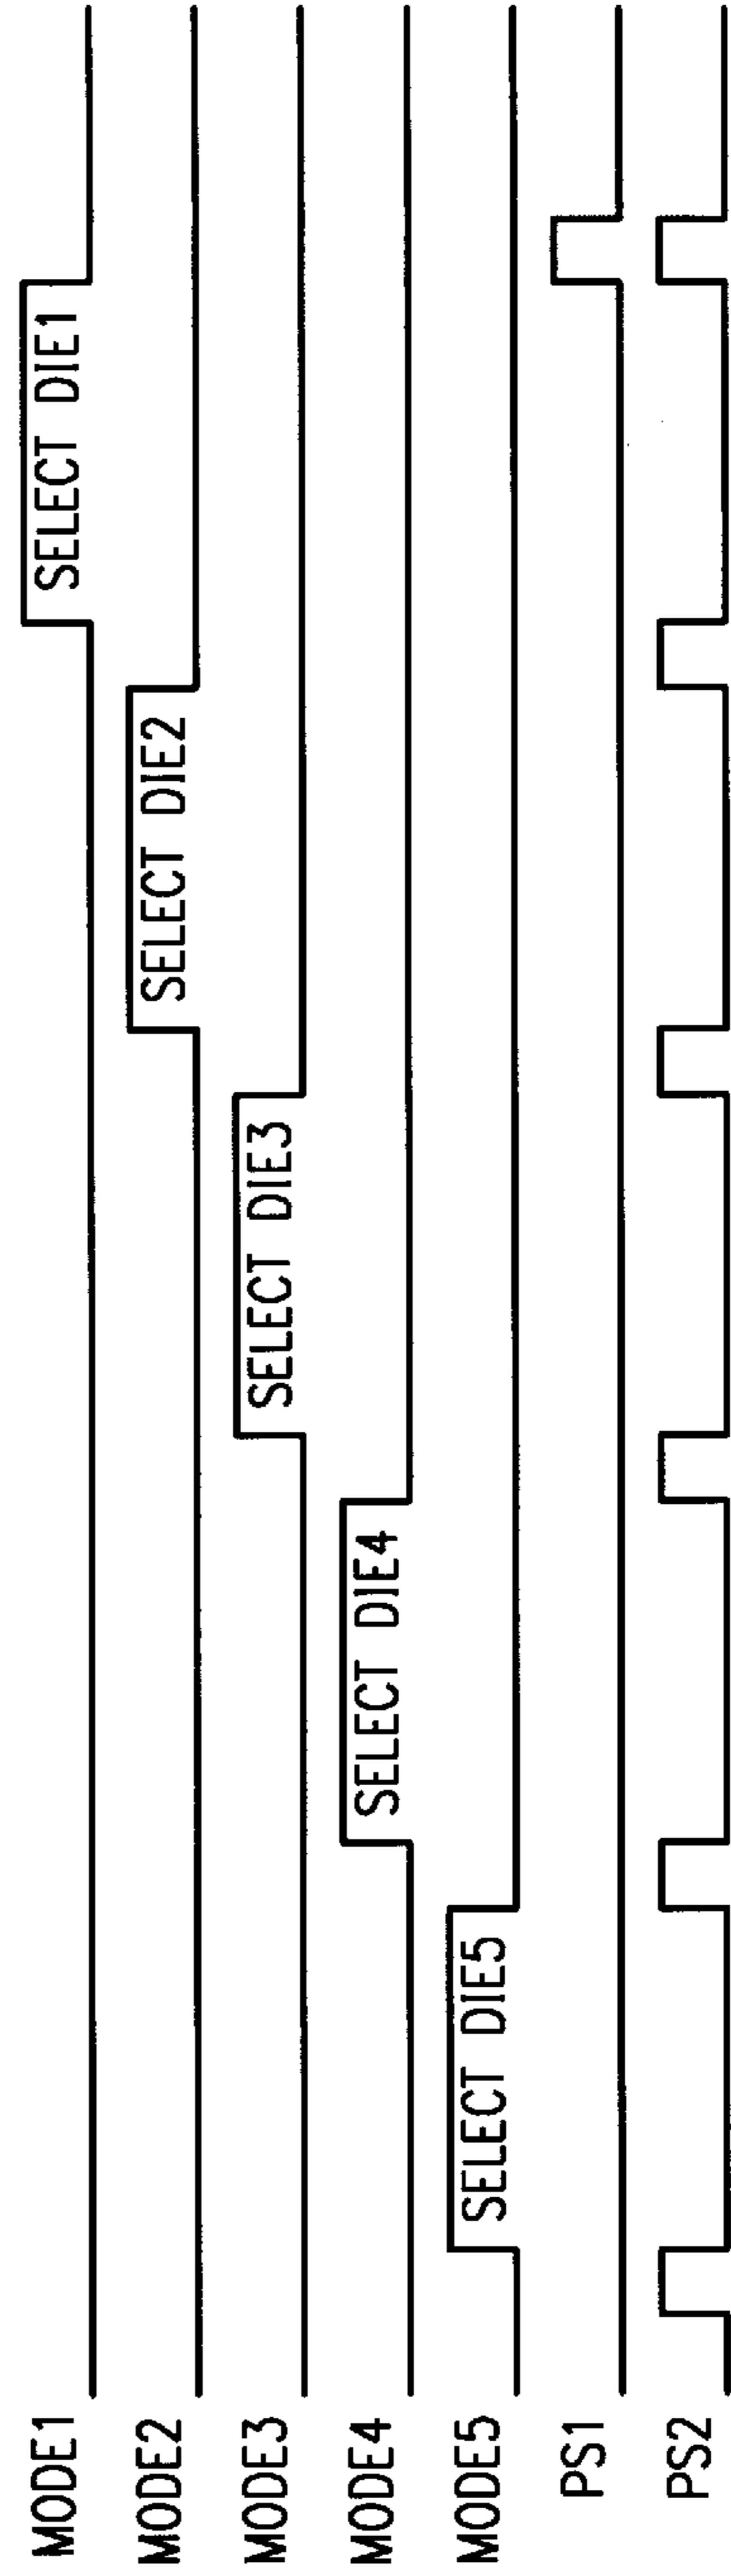 MODE1
SELECT DIE1
MODE2
SELECT DIE2
MODE3
SELECT DIE3
MODE4
SELECT DIE4
MODE5
SELECT DIE5
PS1
PS2